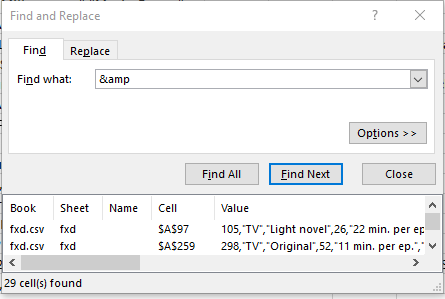 Find and Replace
?
Find
Replace
Find what:
&amp
Options >>
Find All
Find Next
Close
Book Sheet Name Cell Value
fxd.csv fxd $A$97 105,"TV","Light novel",26,"22 min. per ep
fxd.csv fxd $A$259 298,"TV","Original",52,"11 min. per ep.","
29 cell(s) found